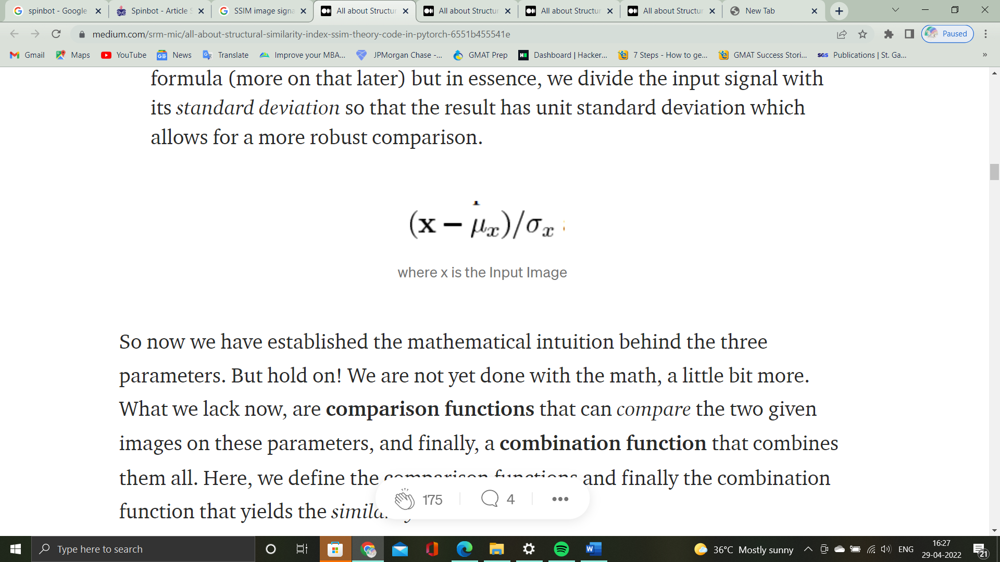 spinbot - Google
Spinbot - Article S
SSIM image signa
All about Structur
All about Structur
All about Structur
All about Structur
New Tab
medium.com/srm-mic/all-about-structural-similarity-index-ssim-theory-code-in-pytorch-6551b455541e
Paused
Gmail
Maps
YouTube
News
Translate
Improve your MBA...
JPMorgan Chase -...
GMAT Prep
Dashboard | Hacker...
7 Steps - How to ge...
GMAT Success Stori...
SGS Publications | St. Ga...
»
formula (more on that later) but in essence, we divide the input signal with
its standard deviation so that the result has unit standard deviation which
allows for a more robust comparison.
(x − μₓ)/σₓ
where x is the Input Image
So now we have established the mathematical intuition behind the three
parameters. But hold on! We are not yet done with the math, a little bit more.
What we lack now, are comparison functions that can compare the two given
images on these parameters, and finally, a combination function that combines
them all. Here, we define the comparison functions and finally the combination
function that yields the
175
4
Type here to search
36°C Mostly sunny
ENG
16:27
29-04-2022
21